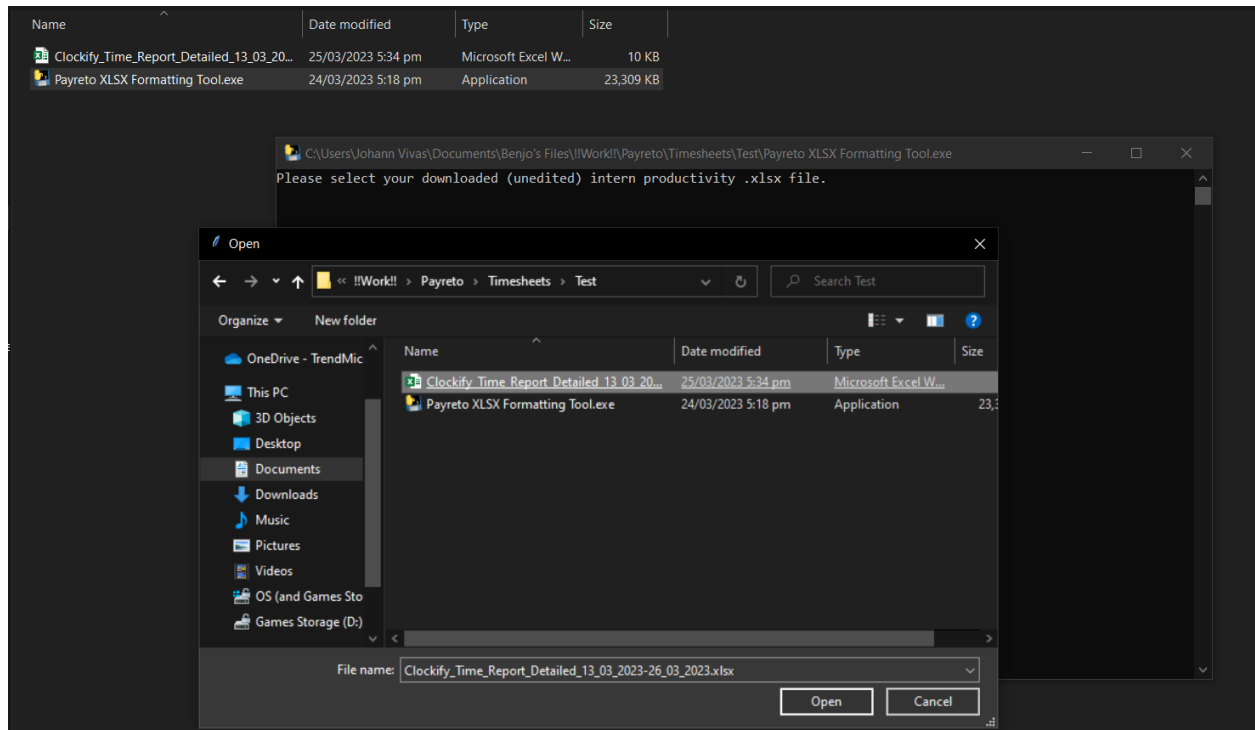 Name Date modified Type Size
Clockify_Time_Report_Detailed_13_03_20... 25/03/2023 5:34 pm Microsoft Excel W... 10 KB
Payreto XLSX Formatting Tool.exe 24/03/2023 5:18 pm Application 23,309 KB
C:\Users\Johann Vivas\Documents\Benjo's Files\!!Work!!\Payreto\Timesheets\Test\Payreto XLSX Formatting Tool.exe
Please select your downloaded (unedited) intern productivity .xlsx file.
Open
« !!Work!! › Payreto › Timesheets › Test Search Test
Organize New folder
OneDrive - TrendMic
This PC
3D Objects
Desktop
Documents
Downloads
Music
Pictures
Videos
OS (and Games Sto
Games Storage (D:)
Name Date modified Type Size
Clockify_Time_Report_Detailed_13_03_20... 25/03/2023 5:34 pm Microsoft Excel W...
Payreto XLSX Formatting Tool.exe 24/03/2023 5:18 pm Application 23,3
File name: Clockify_Time_Report_Detailed_13_03_2023-26_03_2023.xlsx
Open Cancel